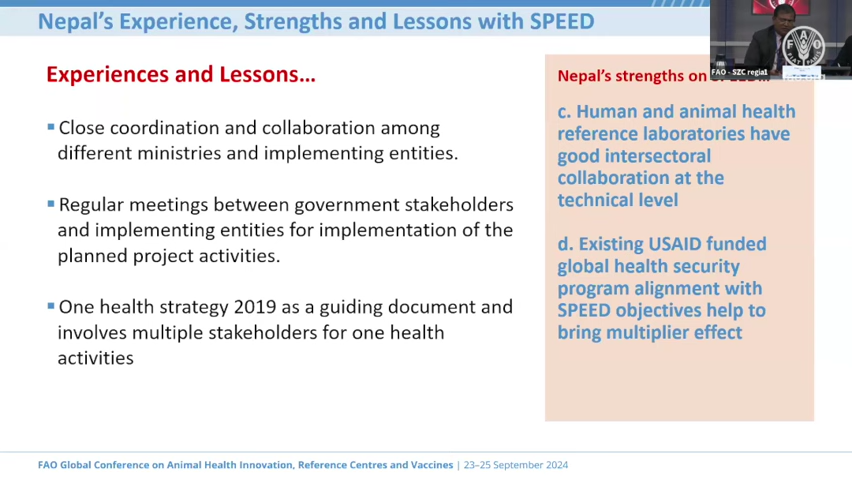 Nepal's Experience, Strengths and Lessons with SPEED
Experiences and Lessons...
▪ Close coordination and collaboration among
different ministries and implementing entities.
▪ Regular meetings between government stakeholders
and implementing entities for implementation of the
planned project activities.
▪ One health strategy 2019 as a guiding document and
involves multiple stakeholders for one health
activities
Nepal's strengths on
c. Human and animal health
reference laboratories have
good intersectoral
collaboration at the
technical level
d. Existing USAID funded
global health security
program alignment with
SPEED objectives help to
bring multiplier effect
FAO - SZC regia1
FAO
FAO Global Conference on Animal Health Innovation, Reference Centres and Vaccines | 23–25 September 2024